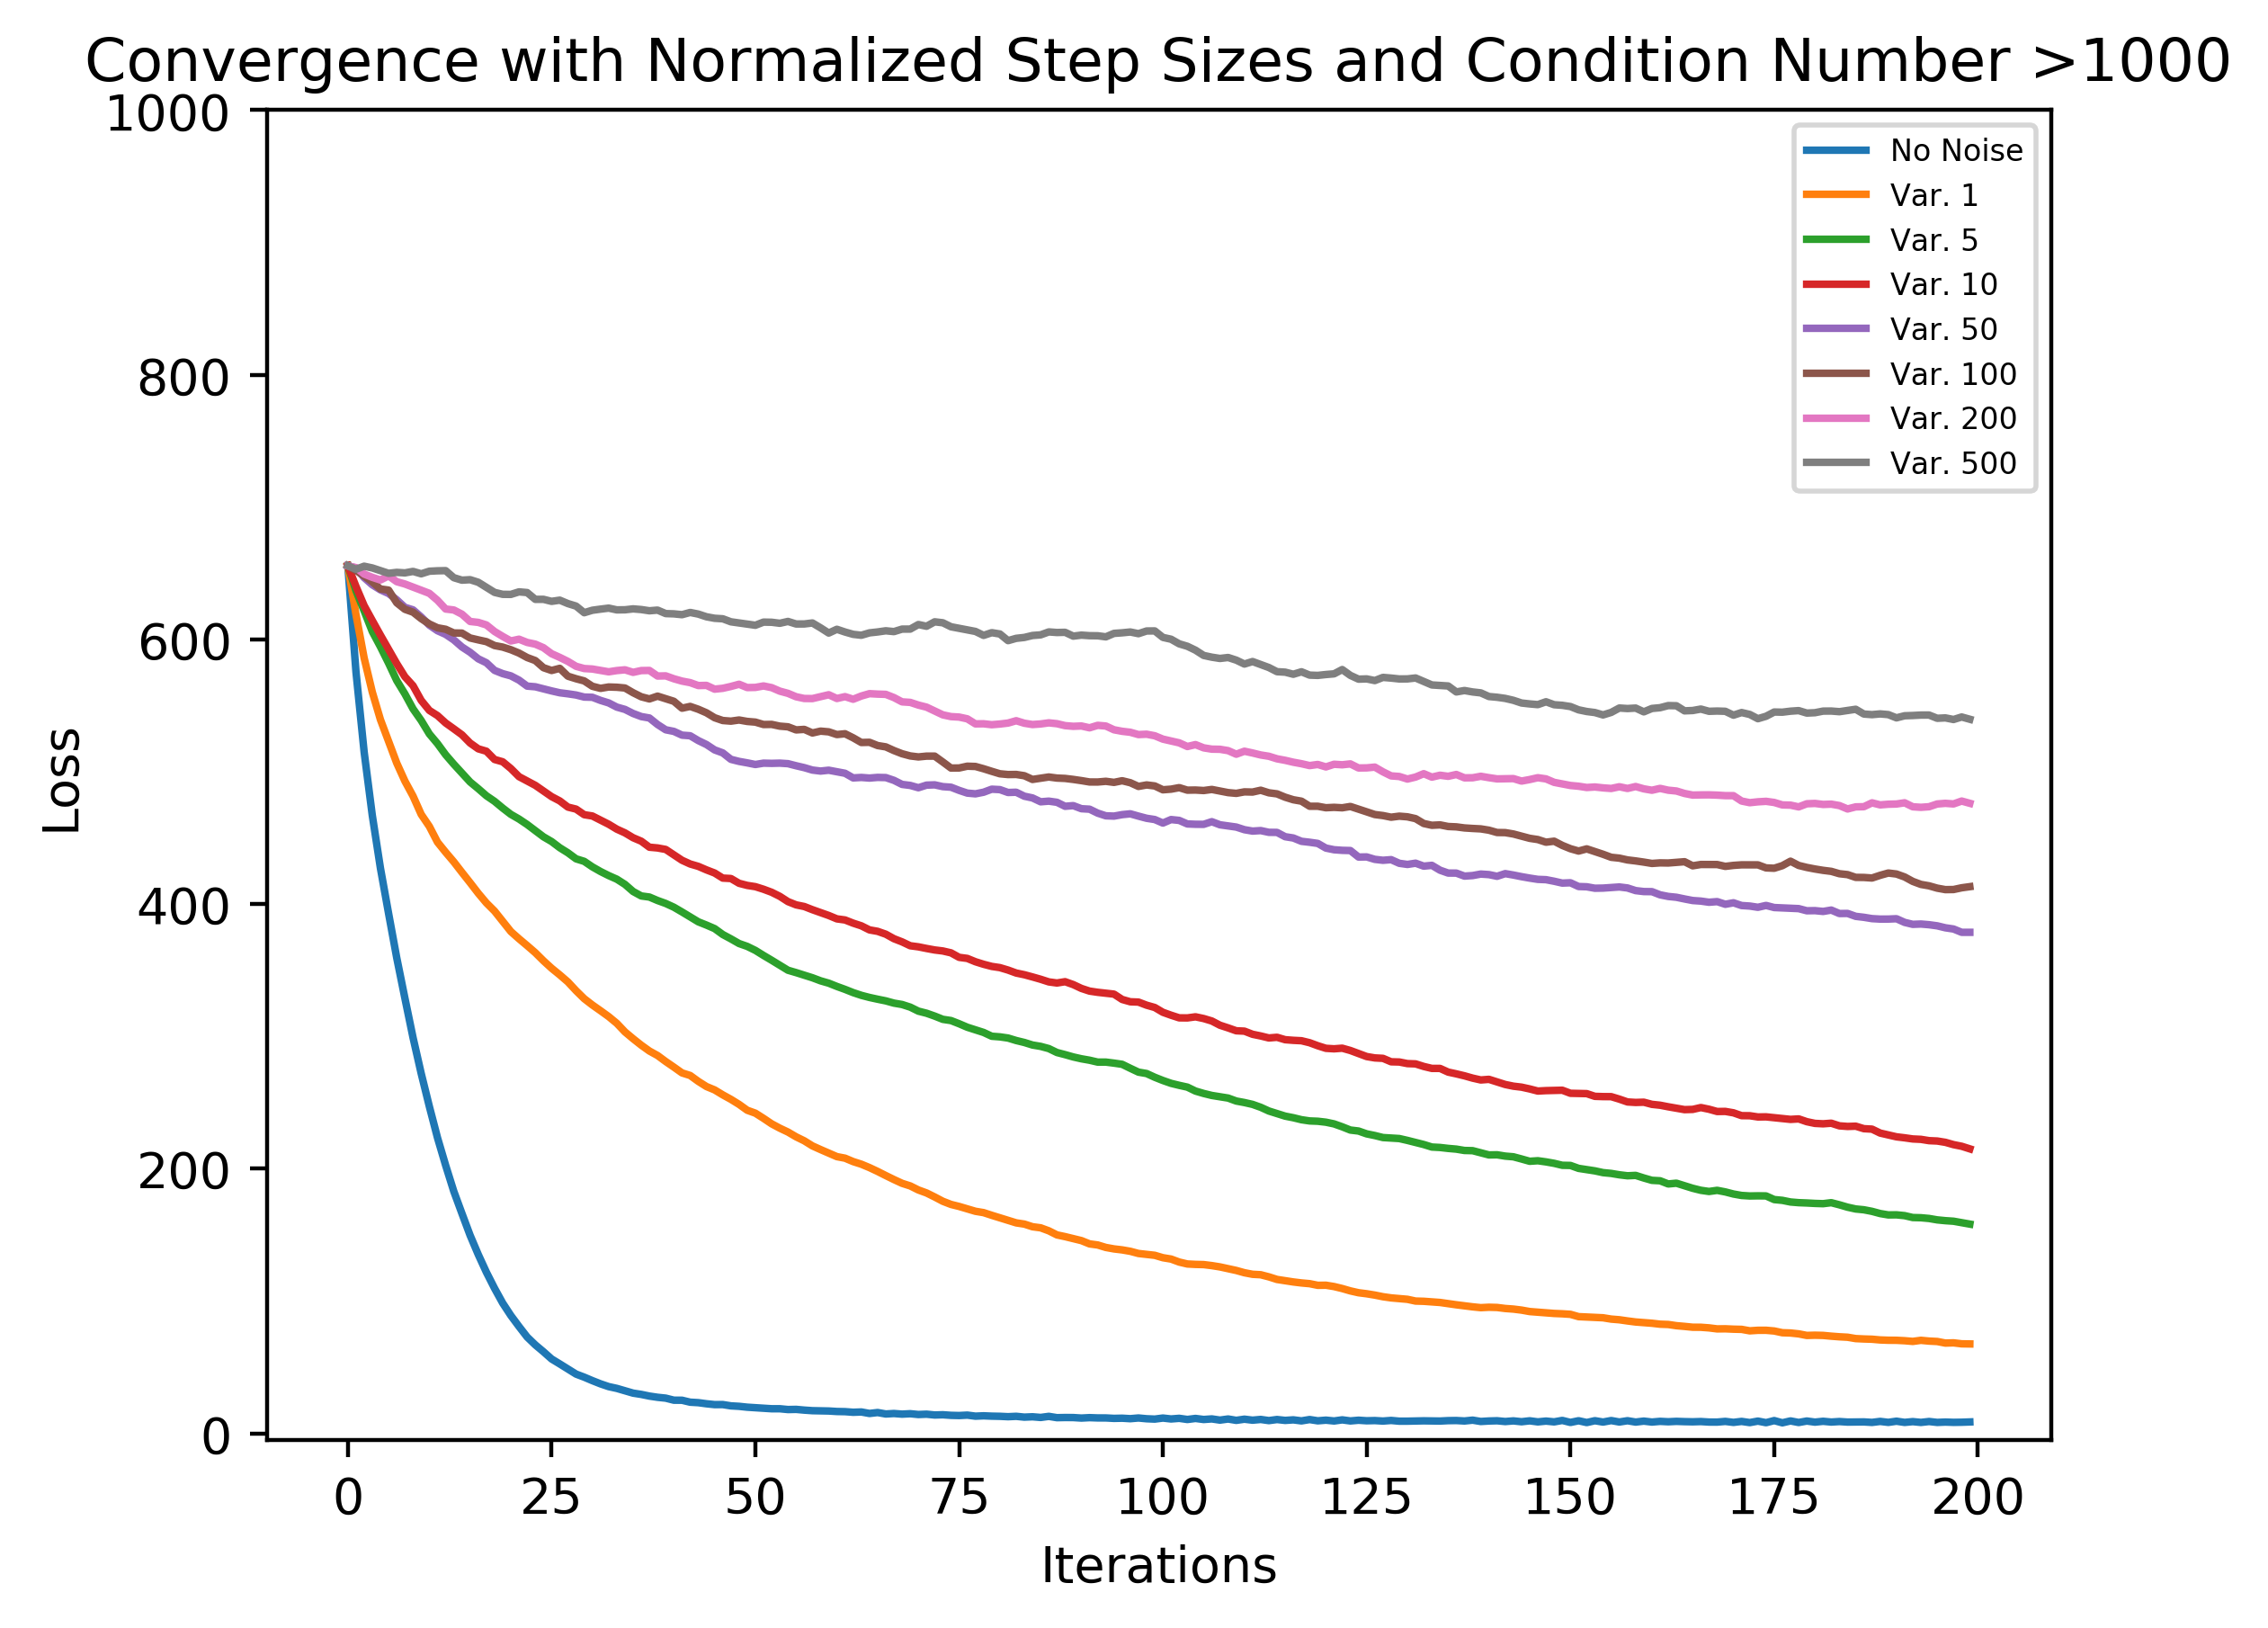 Convergence with Normalized Step Sizes and Condition Number >1000
1000
800
600
400
200
0
Loss
No Noise
Var. 1
Var. 5
Var. 10
Var. 50
Var. 100
Var. 200
Var. 500
0 25 50 75 100 125 150 175 200
Iterations